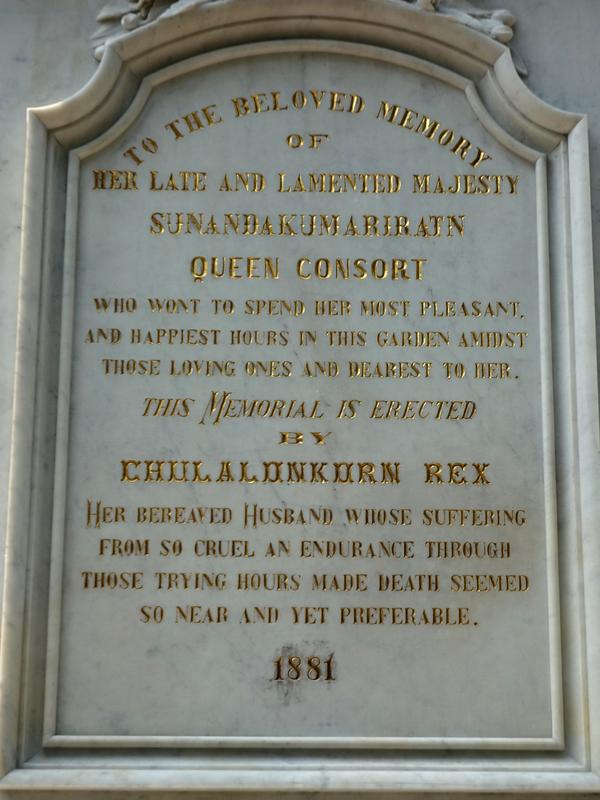 TO THE BELOVED MEMORY
OF
HER LATE AND LAMENTED MAJESTY
SUNANDAKUMARIRATN
QUEEN CONSORT
WHO WONT TO SPEND HER MOST PLEASANT,
AND HAPPIEST HOURS IN THIS GARDEN AMIDST
THOSE LOVING ONES AND DEAREST TO HER.
THIS MEMORIAL IS ERECTED
BY
CHULALONKORN REX
HER BEREAVED HUSBAND WHOSE SUFFERING
FROM SO CRUEL AN ENDURANCE THROUGH
THOSE TRYING HOURS MADE DEATH SEEMED
SO NEAR AND YET PREFERABLE.
1881